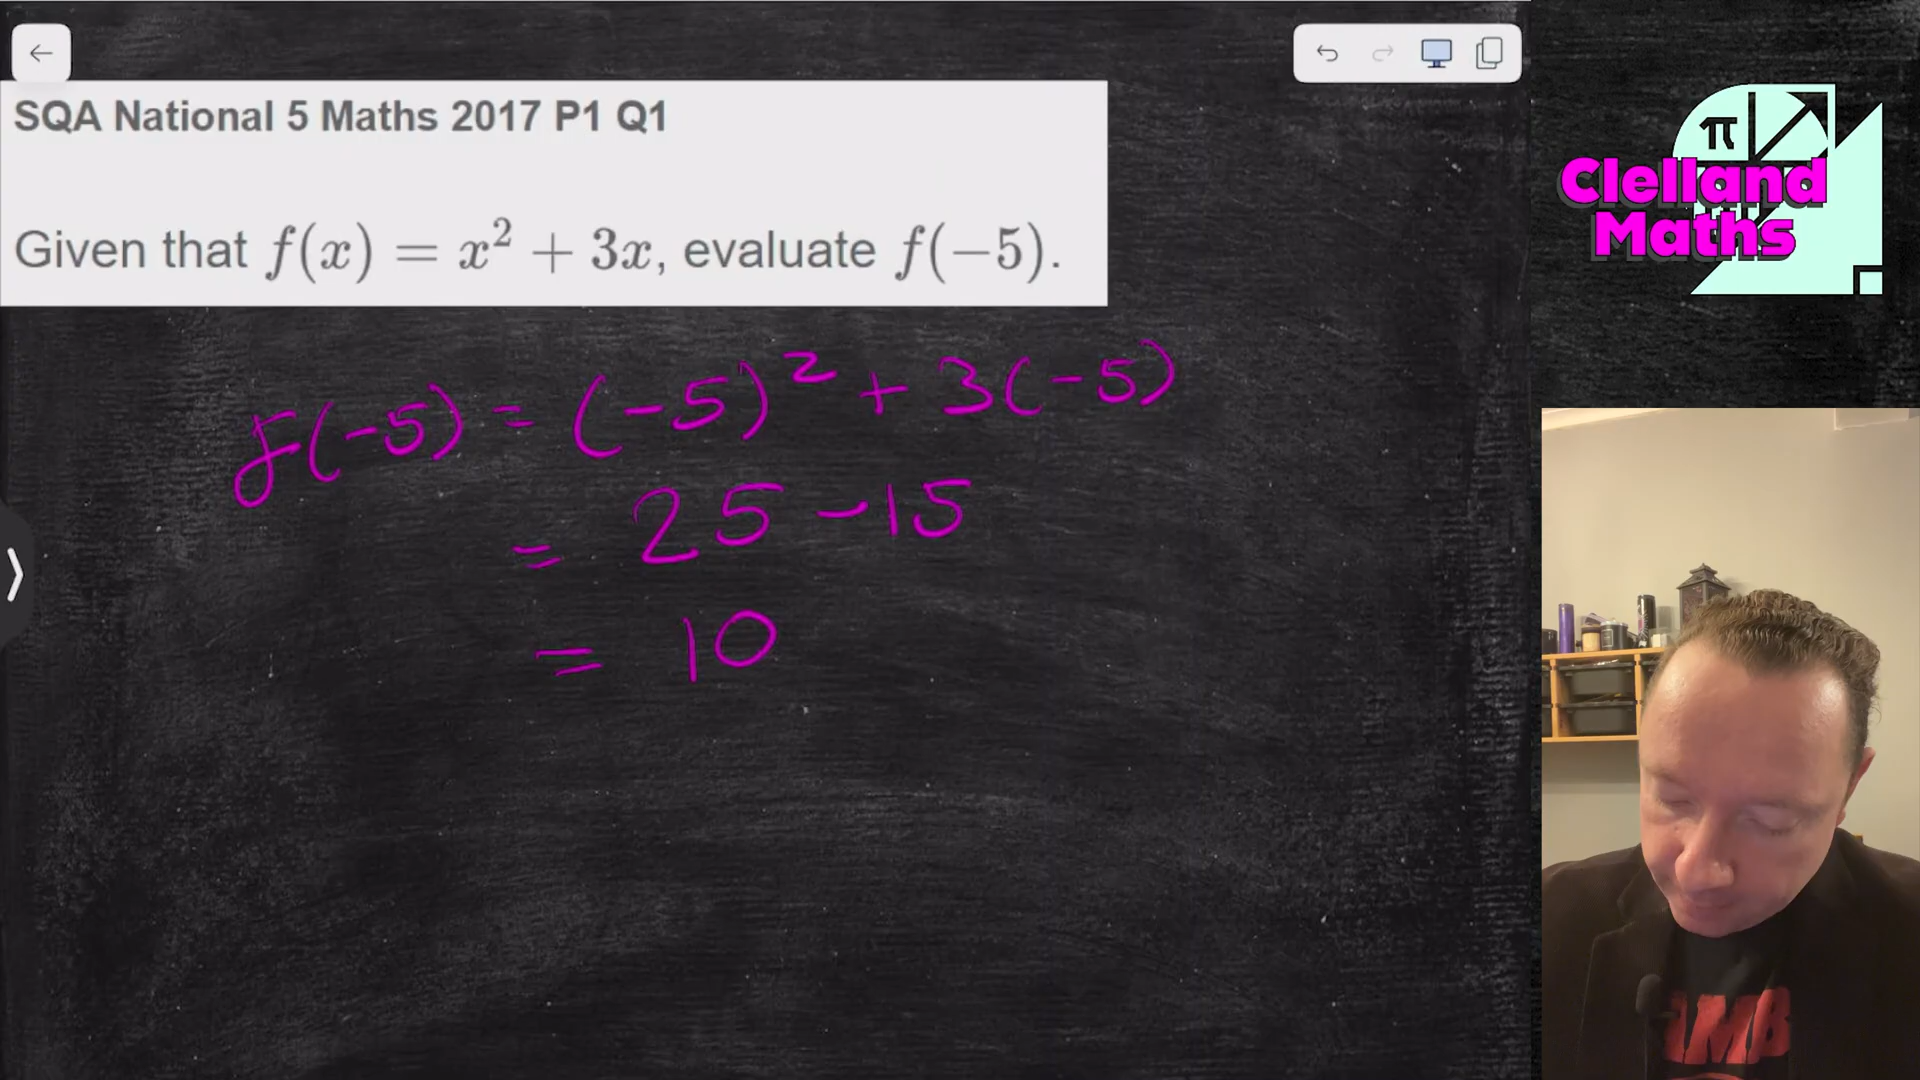 SQA National 5 Maths 2017 P1 Q1
Given that f(x) = x² + 3x, evaluate f(−5).
f(-5) = (-5)² + 3(-5)
= 25 - 15
= 10
π
Clelland
Maths